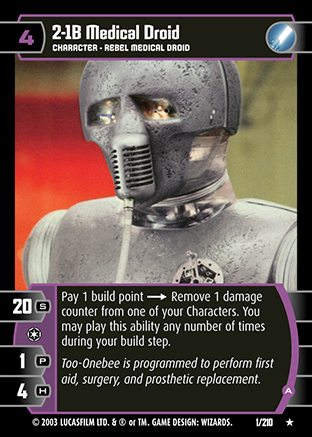 4
2-1B Medical Droid
CHARACTER - REBEL MEDICAL DROID
20 S
Pay 1 build point → Remove 1 damage
counter from one of your Characters. You
may play this ability any number of times
during your build step.
1 P
4 H
Too-Onebee is programmed to perform first
aid, surgery, and prosthetic replacement.
A
© 2003 LUCASFILM LTD. & ® or TM. GAME DESIGN: WIZARDS.
1/210 ★